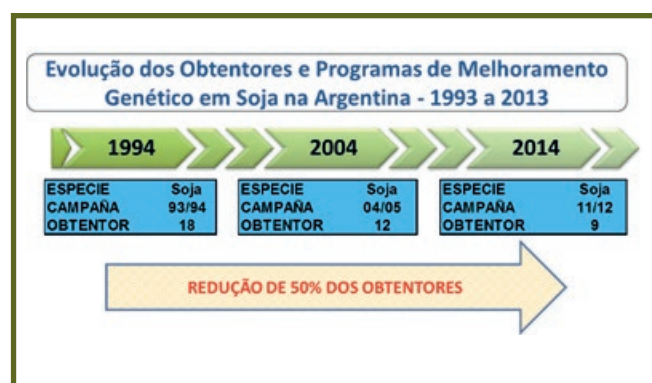 Evolução dos Obtentores e Programas de Melhoramento
Genético em Soja na Argentina - 1993 a 2013
1994 2004 2014
ESPECIE Soja ESPECIE Soja ESPECIE Soja
CAMPAÑA 93/94 CAMPAÑA 04/05 CAMPAÑA 11/12
OBTENTOR 18 OBTENTOR 12 OBTENTOR 9
REDUÇÃO DE 50% DOS OBTENTORES